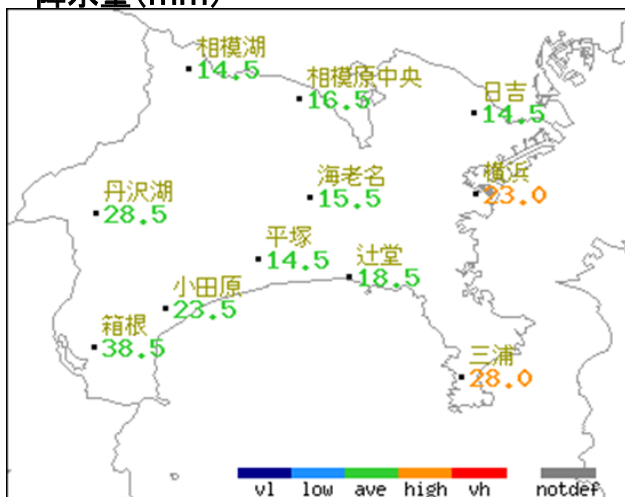 降水量(mm)
相模湖
14.5
相模原中央
16.5
日吉
14.5
海老名
15.5
横浜
23.0
丹沢湖
28.5
平塚
14.5
辻堂
18.5
小田原
23.5
箱根
38.5
三浦
28.0
vl low ave high vh notdef